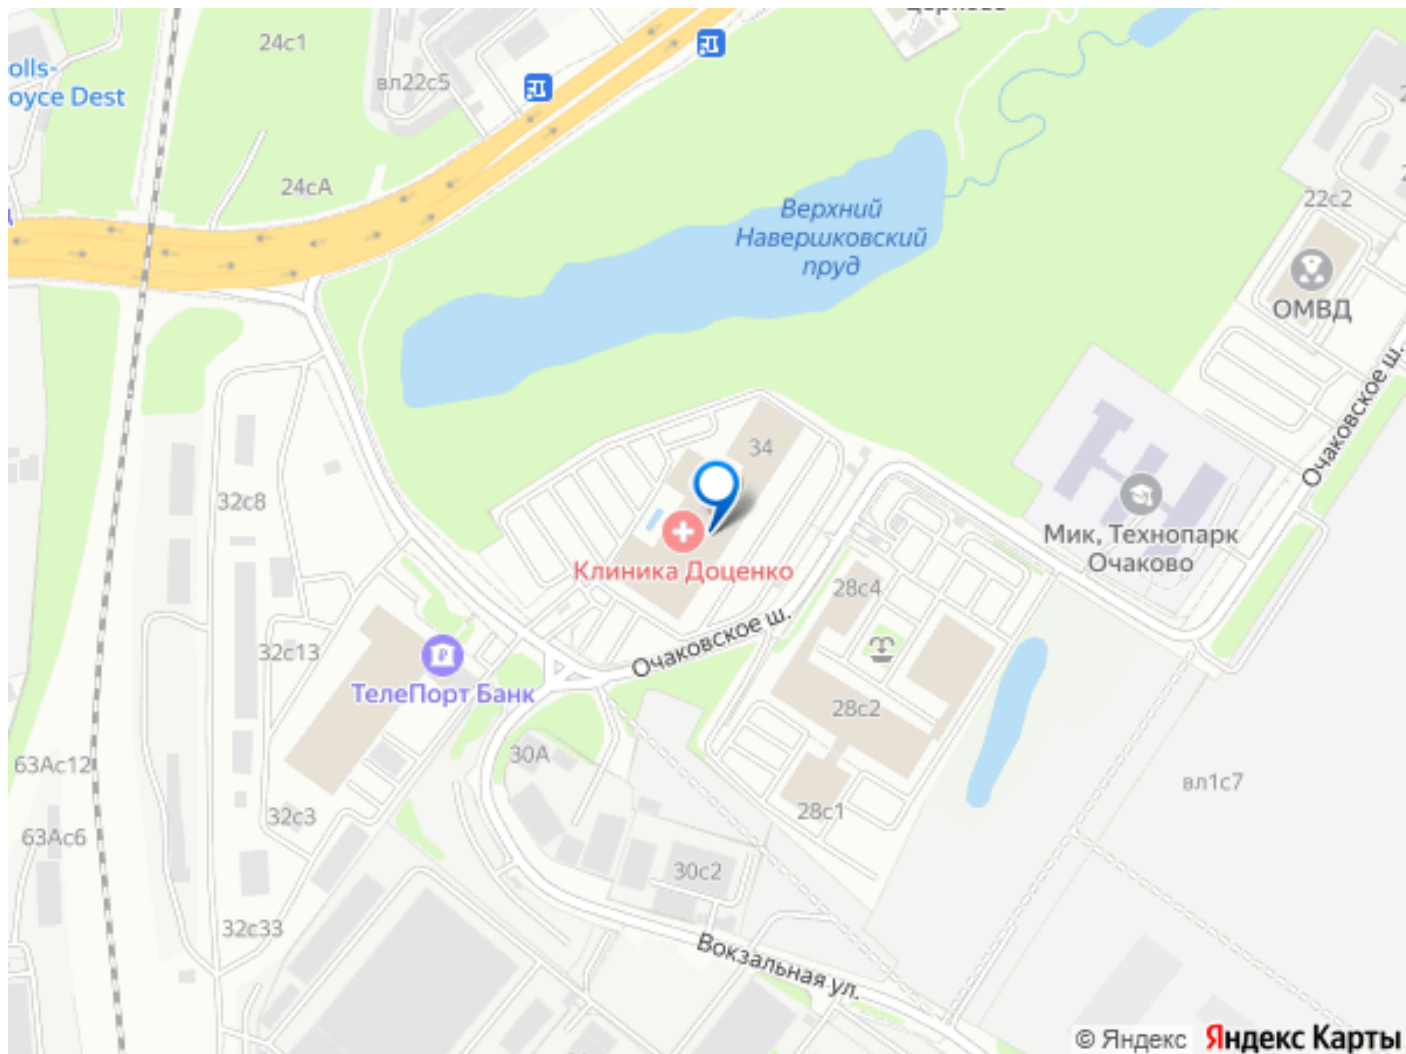 24с1
вл22с5
olls-
oyce Dest
24сА
22с2
Верхний
Навершковский
пруд
ОМВД
Очаковское ш.
34
32с8
Мик, Технопарк
Очаково
Клиника Доценко
28с4
Очаковское ш.
32с13
ТелеПорт Банк
28с2
30А
63Ас12
вл1с7
28с1
32с3
63Ас6
30с2
32с33
Вокзальная ул.
© Яндекс Яндекс Карты